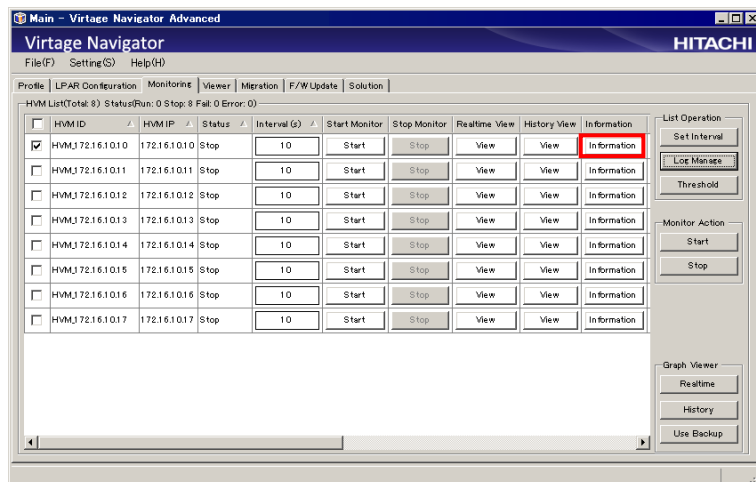 Main - Virtage Navigator Advanced
Virtage Navigator HITACHI
File(F) Setting(S) Help(H)
Profile LPAR Configuration Monitoring Viewer Migration F/W Update Solution
HVM List(Total: 8) Status(Run: 0 Stop: 8 Fail: 0 Error: 0)
HVM ID HVM IP Status Interval (s) Start Monitor Stop Monitor Realtime View History View Information
HVM_172.16.10.10 172.16.10.10 Stop 10 Start Stop View View Information
HVM_172.16.10.11 172.16.10.11 Stop 10 Start Stop View View Information
HVM_172.16.10.12 172.16.10.12 Stop 10 Start Stop View View Information
HVM_172.16.10.13 172.16.10.13 Stop 10 Start Stop View View Information
HVM_172.16.10.14 172.16.10.14 Stop 10 Start Stop View View Information
HVM_172.16.10.15 172.16.10.15 Stop 10 Start Stop View View Information
HVM_172.16.10.16 172.16.10.16 Stop 10 Start Stop View View Information
HVM_172.16.10.17 172.16.10.17 Stop 10 Start Stop View View Information
List Operation
Set Interval
Log Manage
Threshold
Monitor Action
Start
Stop
Graph Viewer
Realtime
History
Use Backup